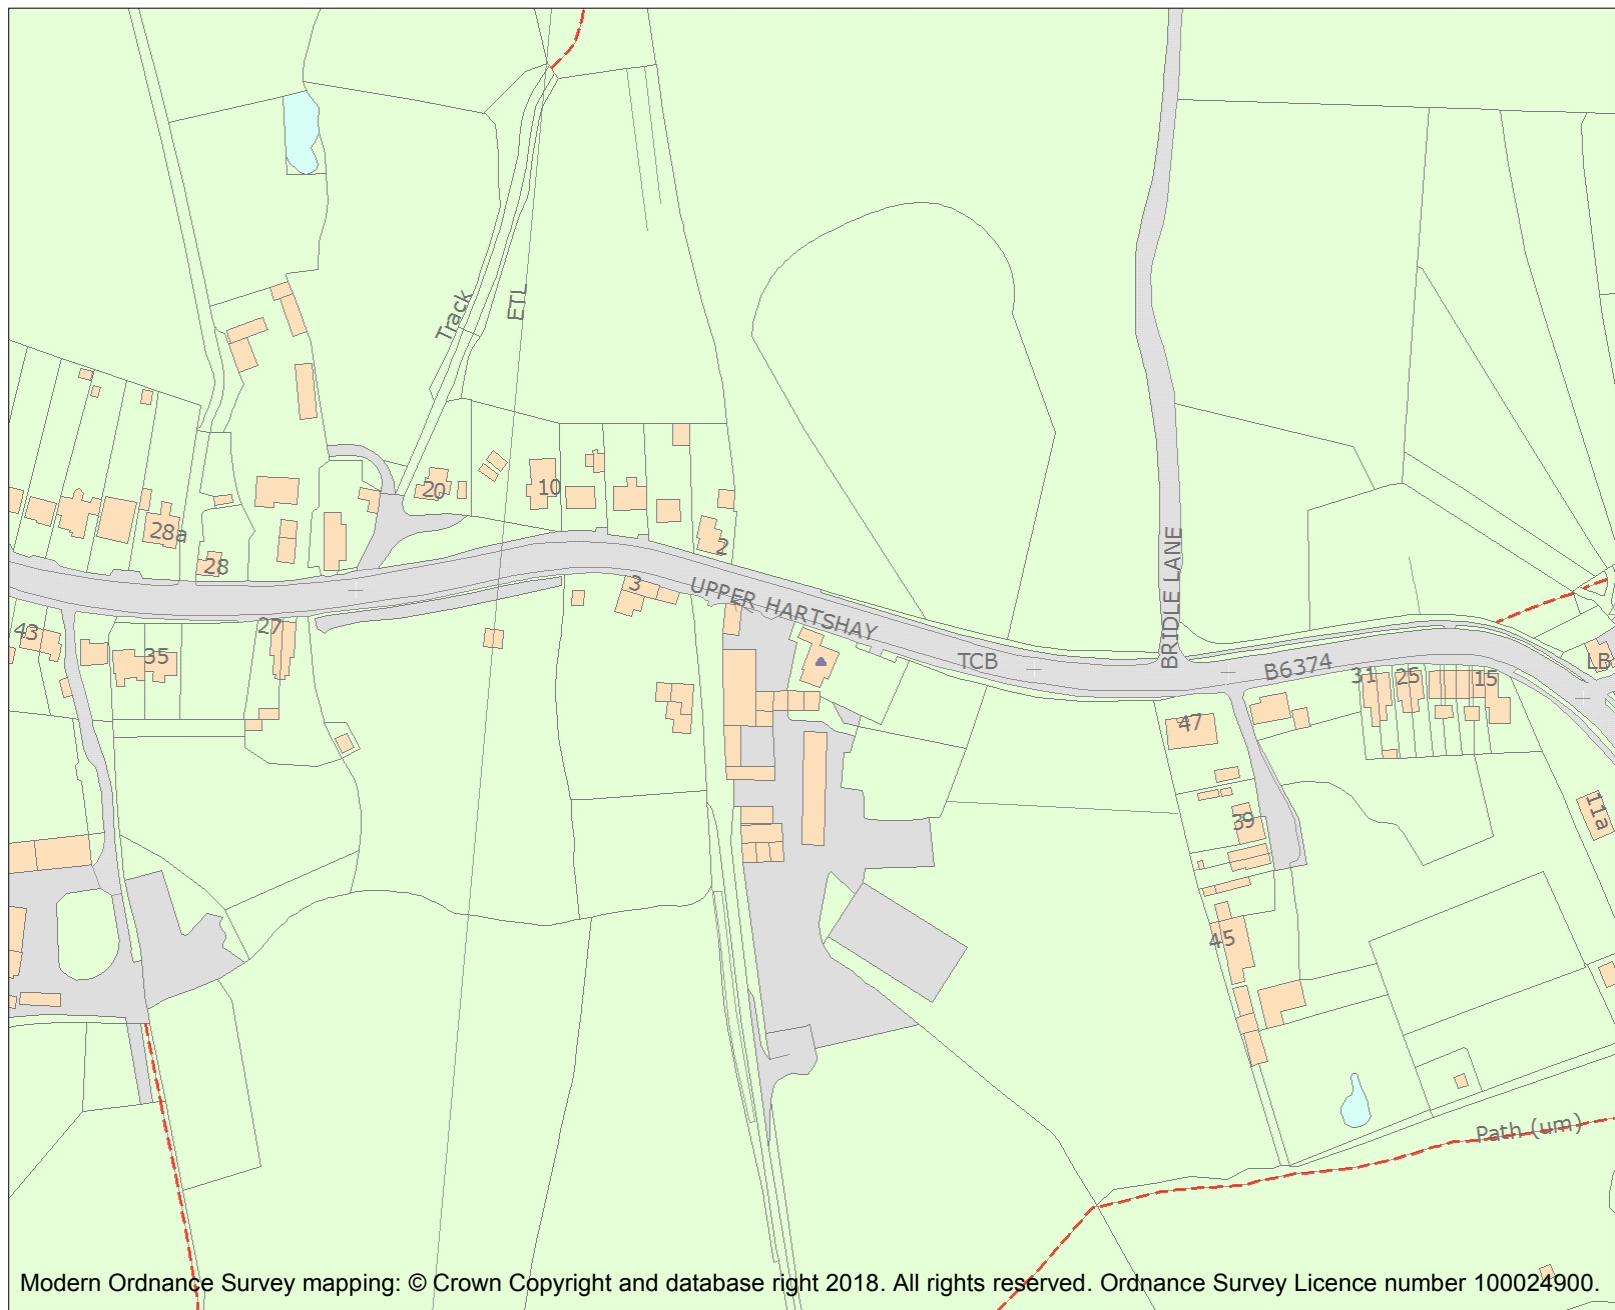 Track
ETL
20
10
28a
28
2
3
UPPER HARTSHAY
BRIDLE LANE
TCB
B6374
43
27
35
31
25
15
LB
47
39
11a
45
Path (um)
Modern Ordnance Survey mapping: © Crown Copyright and database right 2018. All rights reserved. Ordnance Survey Licence number 100024900.